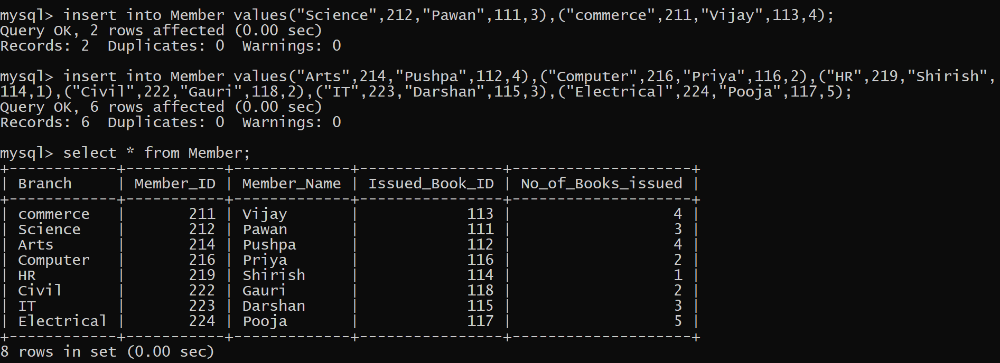 mysql> insert into Member values("Science",212,"Pawan",111,3),("commerce",211,"Vijay",113,4);
Query OK, 2 rows affected (0.00 sec)
Records: 2  Duplicates: 0  Warnings: 0

mysql> insert into Member values("Arts",214,"Pushpa",112,4),("Computer",216,"Priya",116,2),("HR",219,"Shirish",
114,1),("Civil",222,"Gauri",118,2),("IT",223,"Darshan",115,3),("Electrical",224,"Pooja",117,5);
Query OK, 6 rows affected (0.00 sec)
Records: 6  Duplicates: 0  Warnings: 0

mysql> select * from Member;
+------------+-----------+-------------+----------------+--------------------+
| Branch     | Member_ID | Member_Name | Issued_Book_ID | No_of_Books_issued |
+------------+-----------+-------------+----------------+--------------------+
| commerce   |       211 | Vijay       |            113 |                  4 |
| Science    |       212 | Pawan       |            111 |                  3 |
| Arts       |       214 | Pushpa      |            112 |                  4 |
| Computer   |       216 | Priya       |            116 |                  2 |
| HR         |       219 | Shirish     |            114 |                  1 |
| Civil      |       222 | Gauri       |            118 |                  2 |
| IT         |       223 | Darshan     |            115 |                  3 |
| Electrical |       224 | Pooja       |            117 |                  5 |
+------------+-----------+-------------+----------------+--------------------+
8 rows in set (0.00 sec)